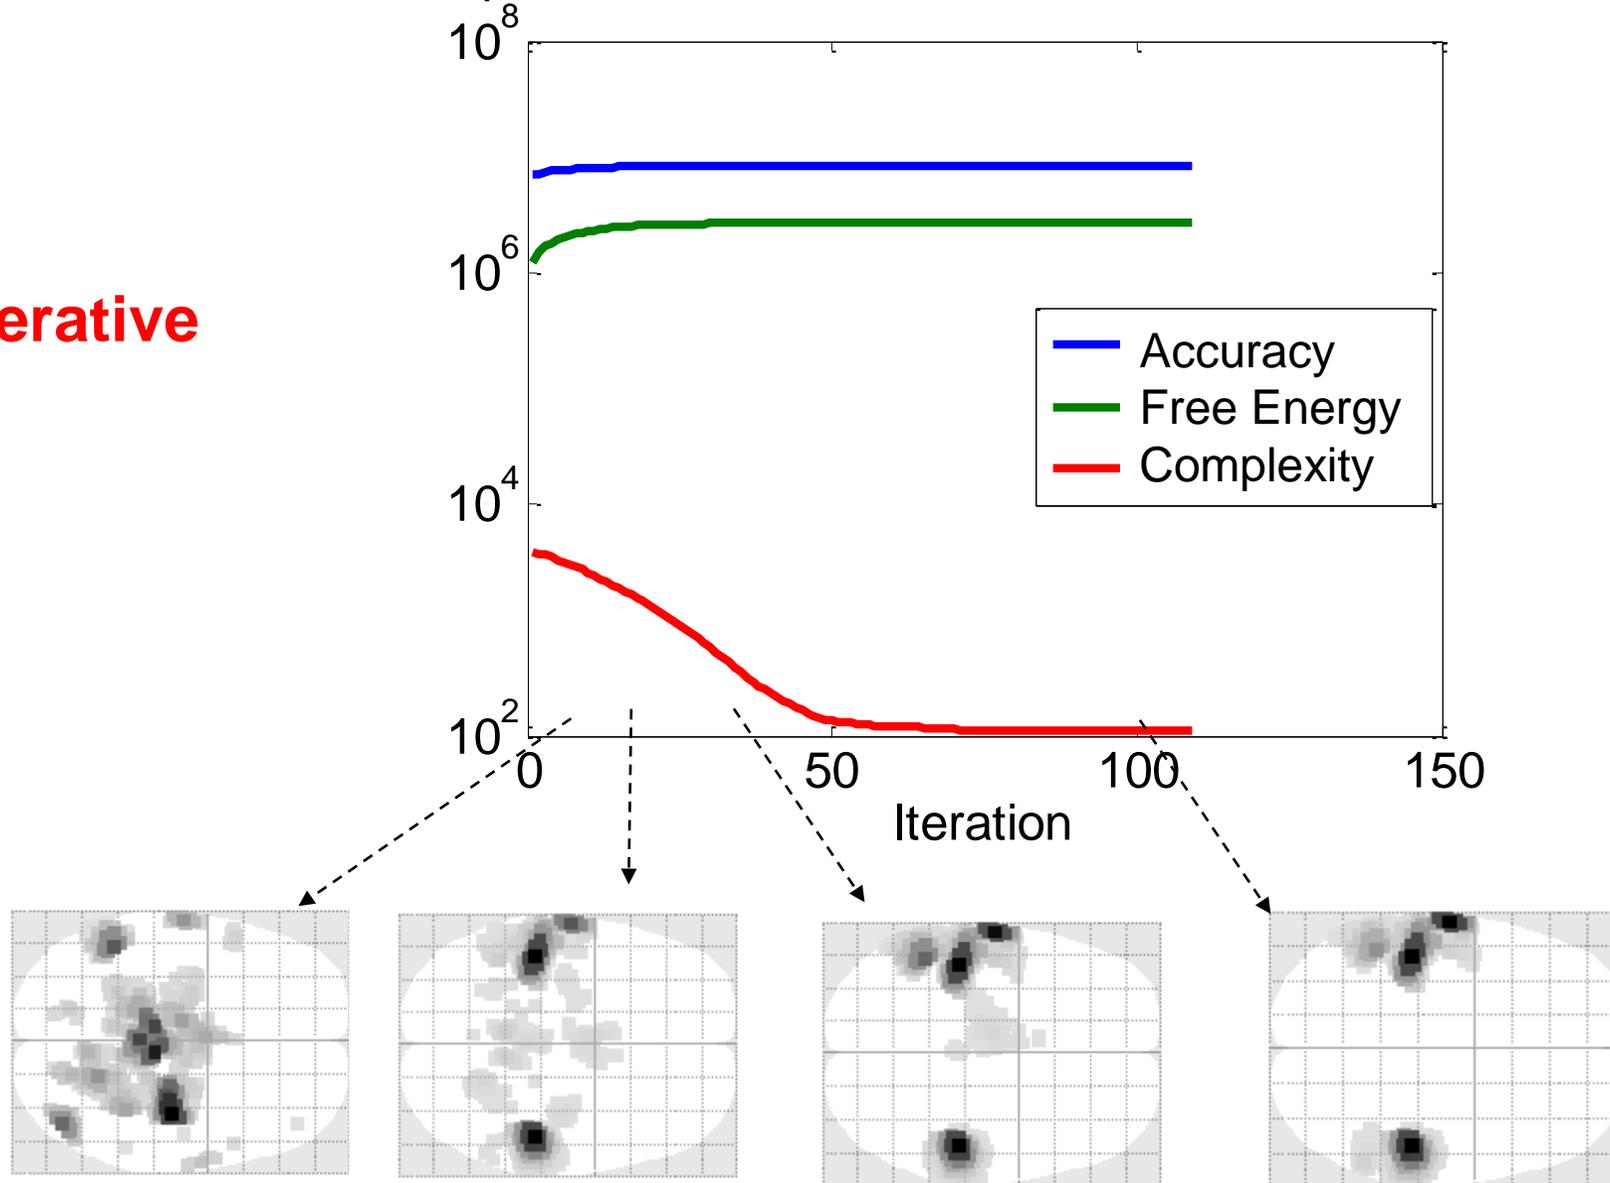 10^8
10^6
erative
Accuracy
Free Energy
Complexity
10^4
10^2
0 50 100 150
Iteration